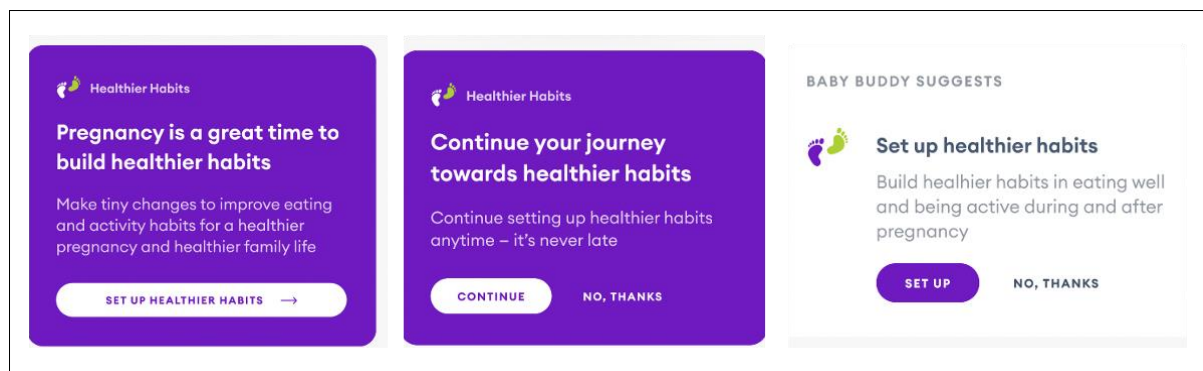 Healthier Habits
Pregnancy is a great time to
build healthier habits
Make tiny changes to improve eating
and activity habits for a healthier
pregnancy and healthier family life
SET UP HEALTHIER HABITS →
Healthier Habits
Continue your journey
towards healthier habits
Continue setting up healthier habits
anytime – it's never late
CONTINUE NO, THANKS
BABY BUDDY SUGGESTS
Set up healthier habits
Build healhier habits in eating well
and being active during and after
pregnancy
SET UP NO, THANKS